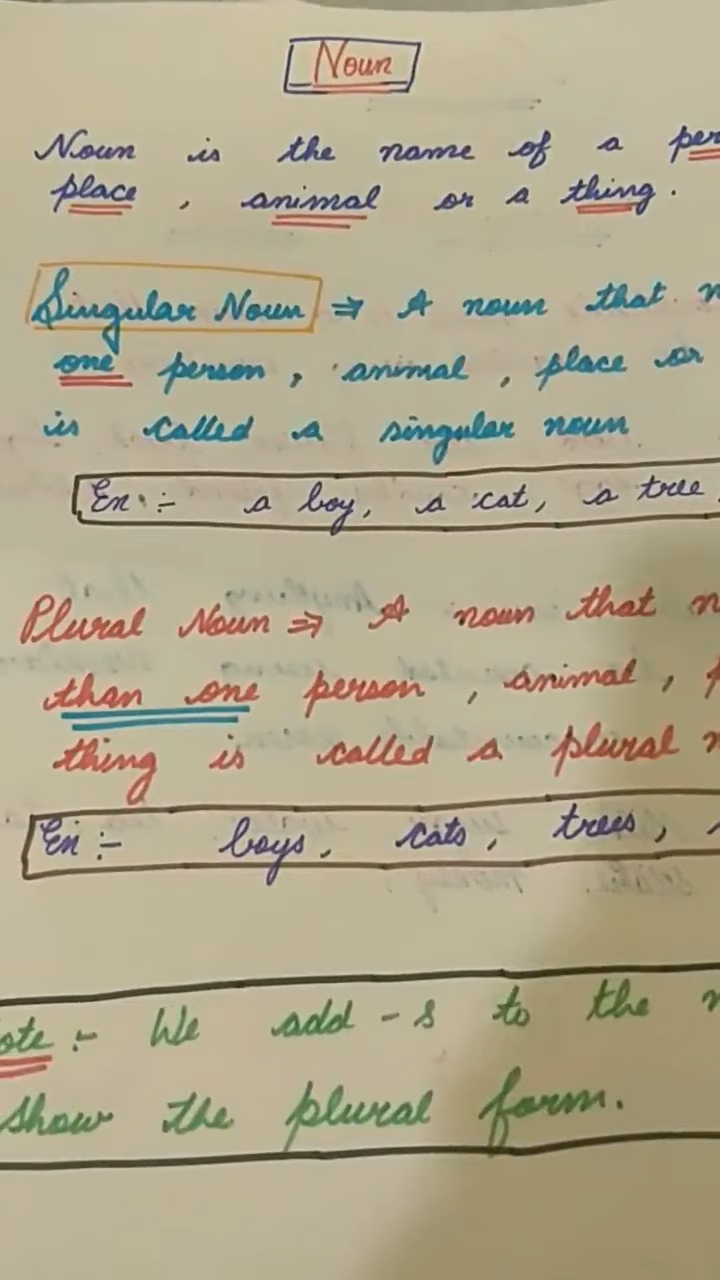 Noun
Noun is the name of a per
place, animal or a thing.
Singular Noun ⇒ A noun that n
one person, animal, place or
is called a singular noun
Ex :- a boy, a cat, a tree.
Plural Noun ⇒ A noun that n
than one person, animal, p
thing is called a plural n
Ex :- boys, cats, trees,
ote :- We add -s to the n
show the plural form.